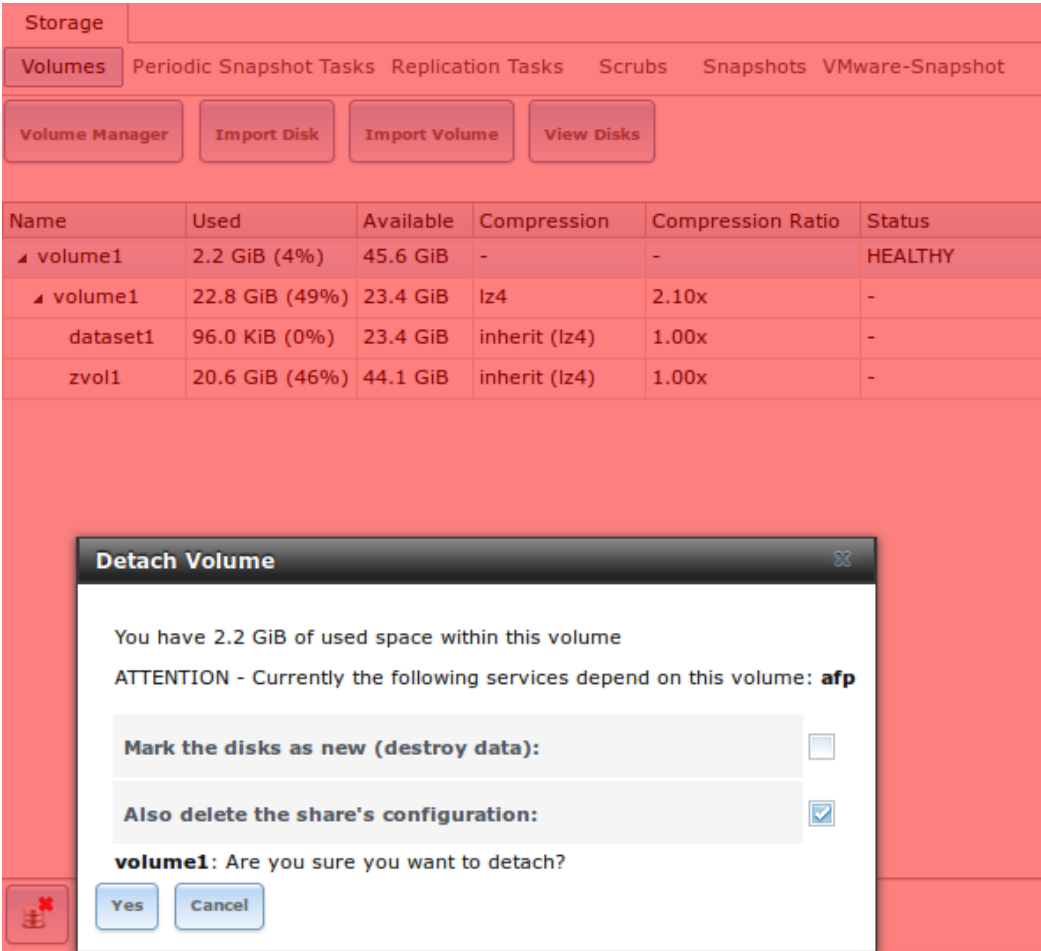 Storage
Volumes Periodic Snapshot Tasks Replication Tasks Scrubs Snapshots VMware-Snapshot
Volume Manager Import Disk Import Volume View Disks
Name Used Available Compression Compression Ratio Status
volume1 2.2 GiB (4%) 45.6 GiB - - HEALTHY
volume1 22.8 GiB (49%) 23.4 GiB lz4 2.10x -
dataset1 96.0 KiB (0%) 23.4 GiB inherit (lz4) 1.00x -
zvol1 20.6 GiB (46%) 44.1 GiB inherit (lz4) 1.00x -
Detach Volume
You have 2.2 GiB of used space within this volume
ATTENTION - Currently the following services depend on this volume: afp
Mark the disks as new (destroy data):
Also delete the share's configuration:
volume1: Are you sure you want to detach?
Yes Cancel